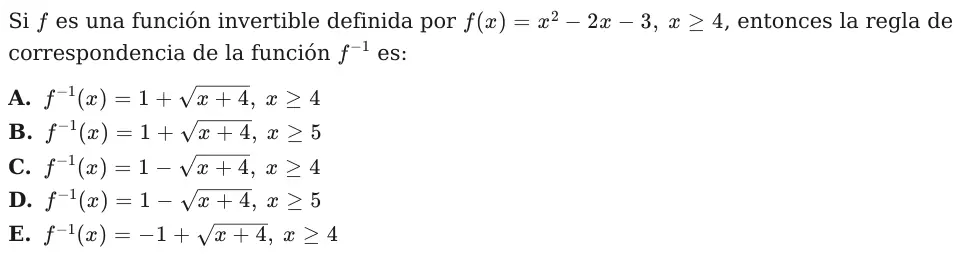 Si f es una función invertible definida por f(x) = x² − 2x − 3, x ≥ 4, entonces la regla de
correspondencia de la función f⁻¹ es:
A. f⁻¹(x) = 1 + √(x + 4), x ≥ 4
B. f⁻¹(x) = 1 + √(x + 4), x ≥ 5
C. f⁻¹(x) = 1 − √(x + 4), x ≥ 4
D. f⁻¹(x) = 1 − √(x + 4), x ≥ 5
E. f⁻¹(x) = −1 + √(x + 4), x ≥ 4